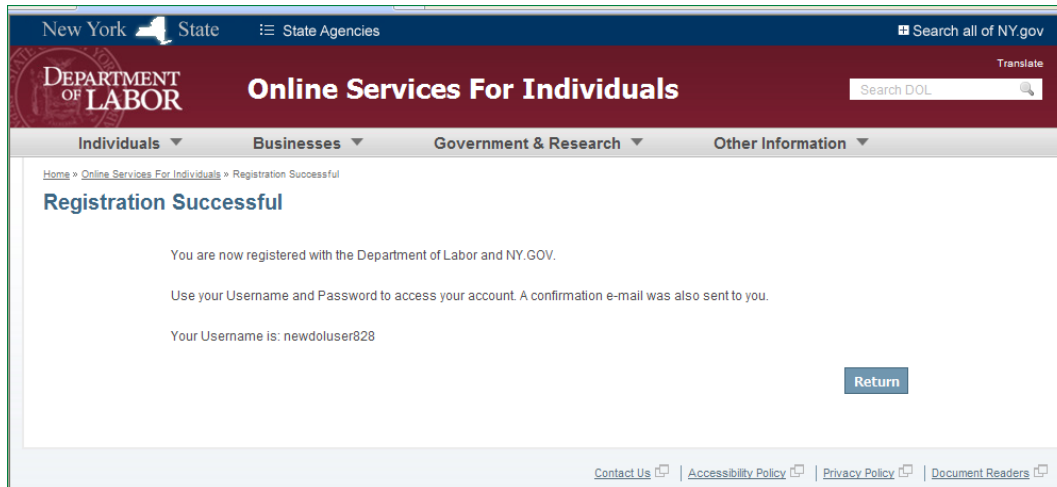 New York State
State Agencies
Search all of NY.gov
DEPARTMENT OF LABOR
Online Services For Individuals
Translate
Search DOL
Individuals
Businesses
Government & Research
Other Information
Home » Online Services For Individuals » Registration Successful
Registration Successful
You are now registered with the Department of Labor and NY.GOV.
Use your Username and Password to access your account. A confirmation e-mail was also sent to you.
Your Username is: newdoluser828
Return
Contact Us | Accessibility Policy | Privacy Policy | Document Readers